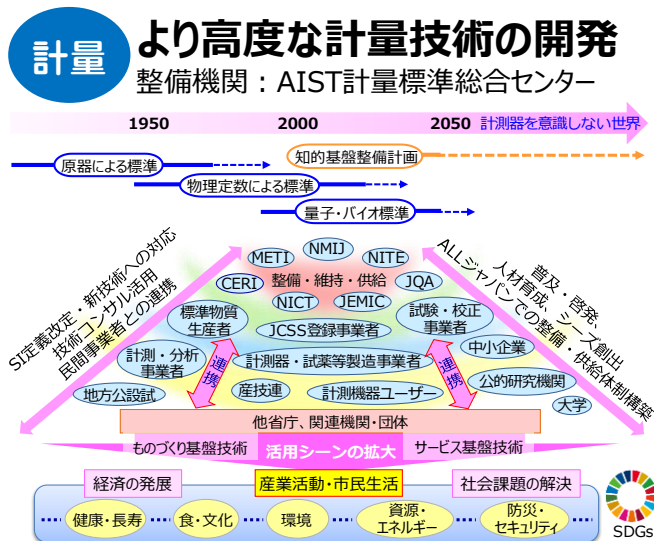 計量
より高度な計量技術の開発
整備機関：AIST計量標準総合センター
1950
2000
2050
計測器を意識しない世界
知的基盤整備計画
原器による標準
物理定数による標準
量子・バイオ標準
SI定義改定・新技術への対応
技術コンサル活用
民間事業者との連携
普及・啓発、
人材育成、シーズ創出
ALLジャパンでの整備・供給体制構築
METI
NMIJ
NITE
CERI
整備・維持・供給
JQA
NICT
JEMIC
標準物質
生産者
JCSS登録事業者
試験・校正
事業者
計測・分析
事業者
連携
計測器・試薬等製造事業者
連携
中小企業
地方公設試
産技連
計測機器ユーザー
公的研究機関
大学
他省庁、関連機関・団体
ものづくり基盤技術
活用シーンの拡大
サービス基盤技術
経済の発展
産業活動・市民生活
社会課題の解決
健康・長寿
食・文化
環境
資源・
エネルギー
防災・
セキュリティ
SDGs